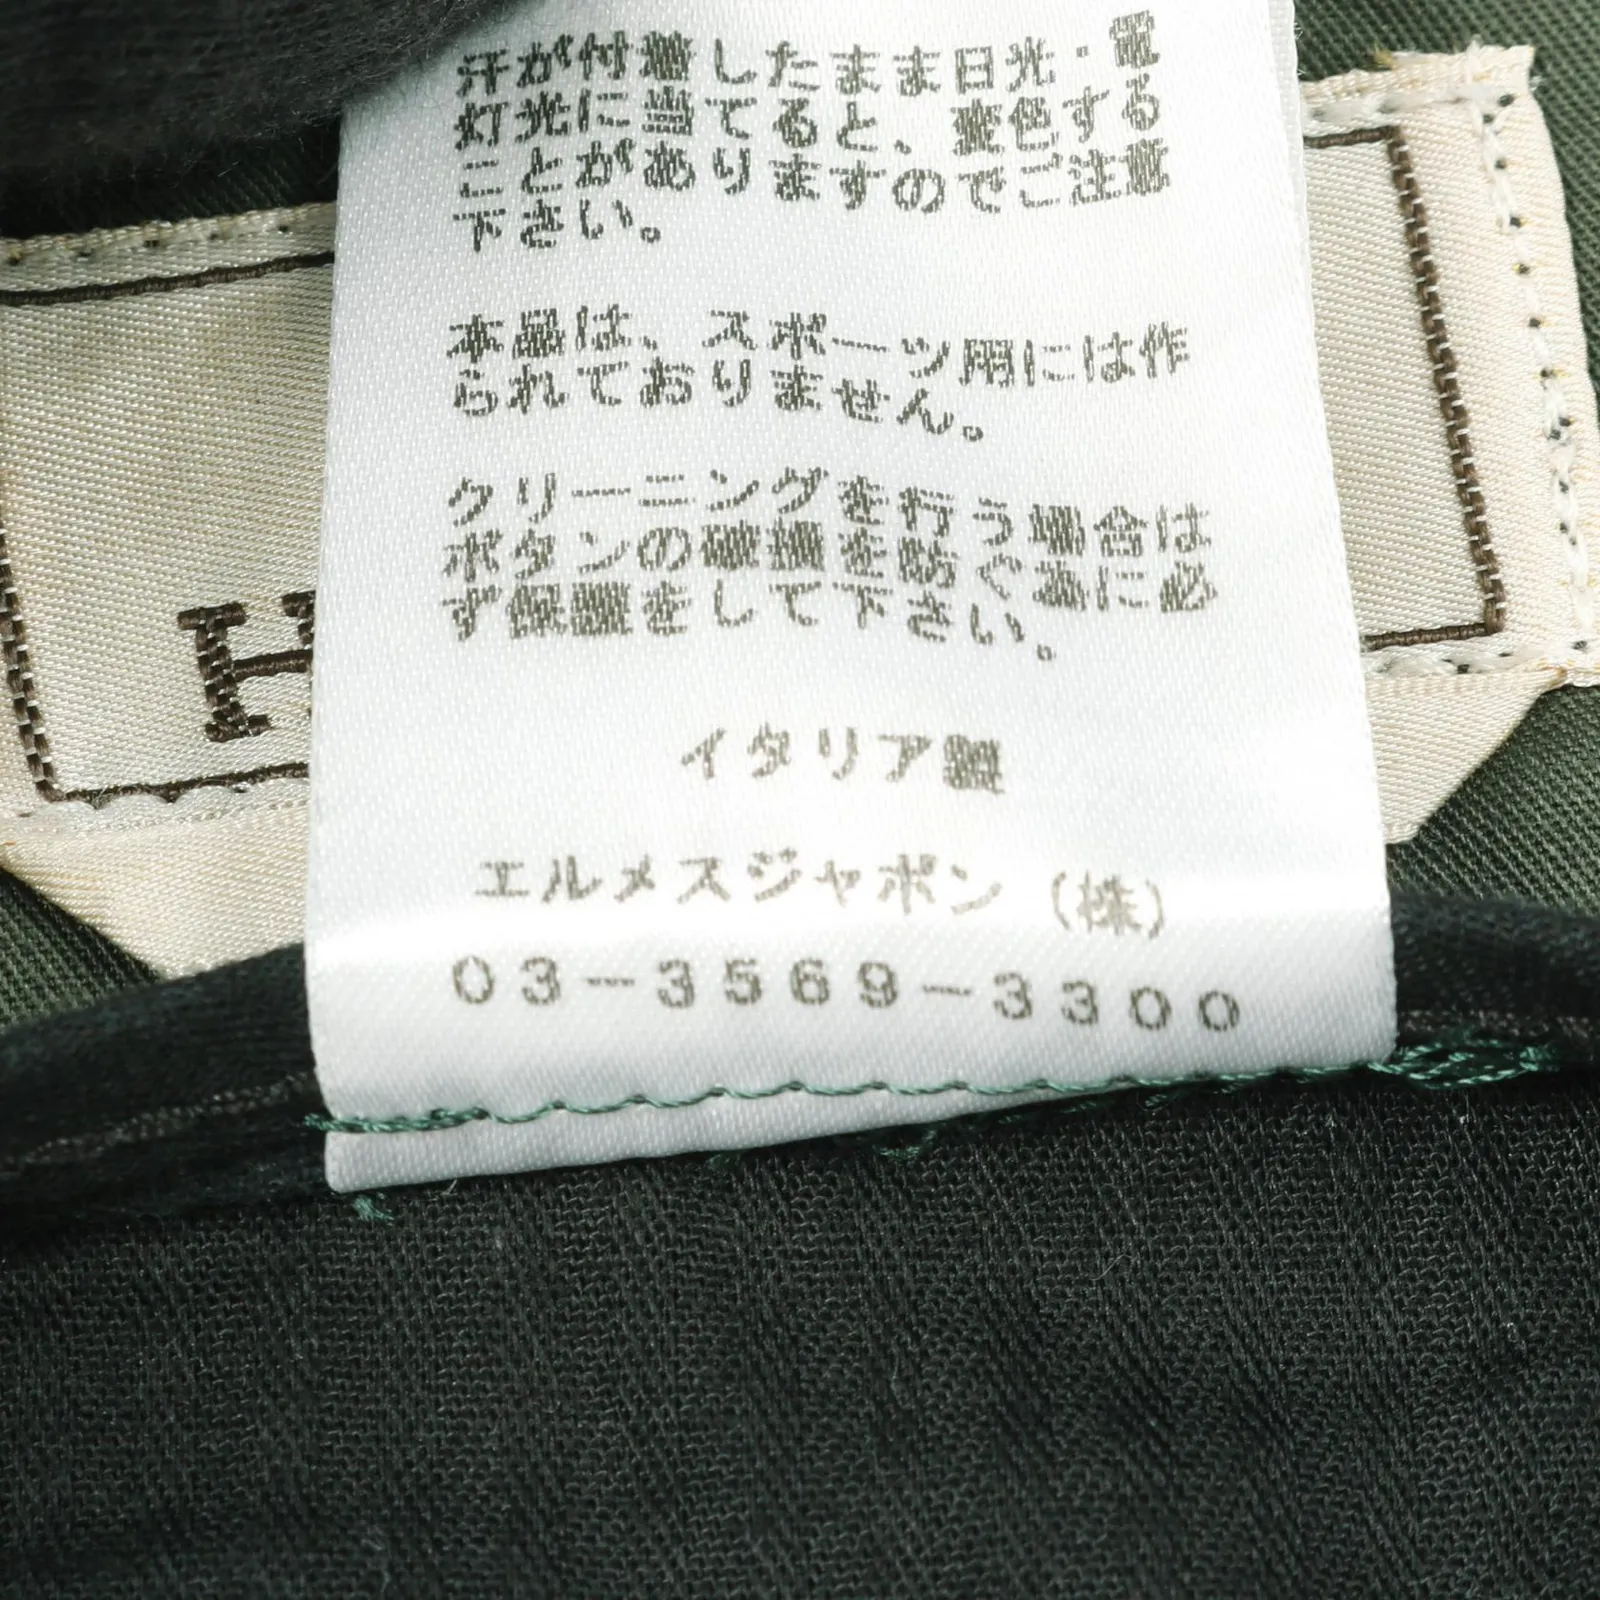 汗が付着したまま日光・電
灯光に当てると、変色する
ことがありますのでご注意
下さい。
本品は、スポーツ用には作
られておりません。
クリーニングを行う場合は
ボタンの破損を防ぐ為に必
ず保護をして下さい。
イタリア製
エルメスジャポン（株）
03-3569-3300
H